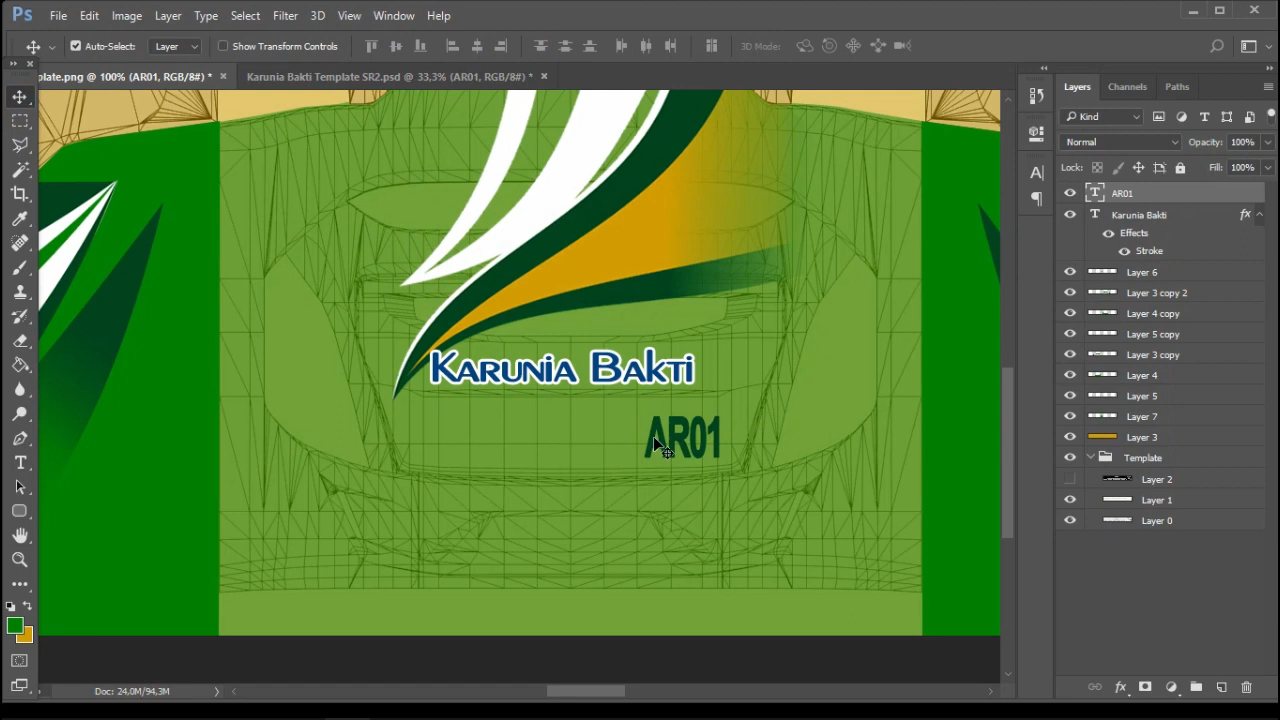 Ps File Edit Image Layer Type Select Filter 3D View Window Help
Auto-Select: Layer Show Transform Controls 3D Mode:
plate.png @ 100% (AR01, RGB/8#) * × Karunia Bakti Template SR2.psd @ 33,3% (AR01, RGB/8#) * ×
Karunia Bakti
AR01
Doc: 24,0M/94,3M
Layers Channels Paths
Kind
Normal Opacity: 100%
Lock: Fill: 100%
T AR01
T Karunia Bakti fx
Effects
Stroke
Layer 6
Layer 3 copy 2
Layer 4 copy
Layer 5 copy
Layer 3 copy
Layer 4
Layer 5
Layer 7
Layer 3
Template
Layer 2
Layer 1
Layer 0
fx